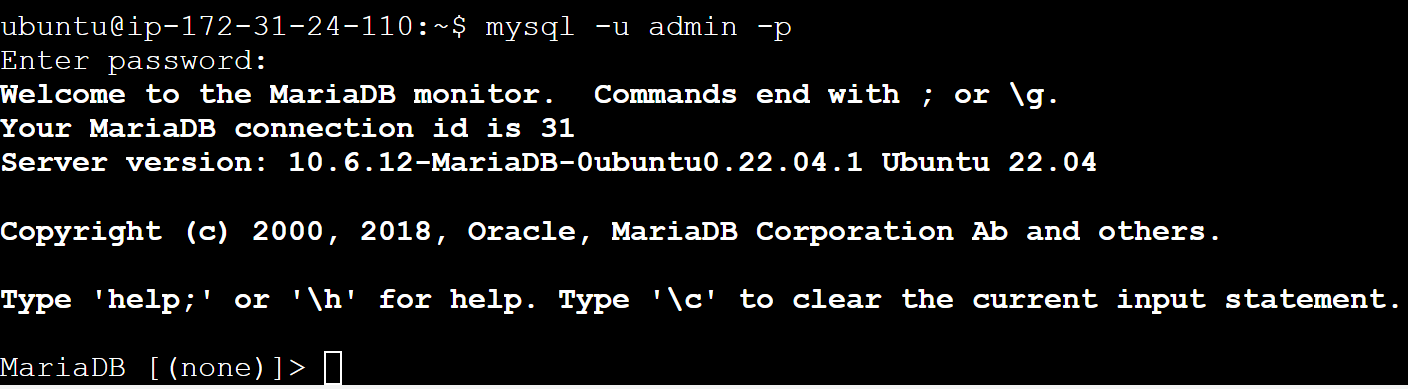 ubuntu@ip-172-31-24-110:~$ mysql -u admin -p
Enter password:
Welcome to the MariaDB monitor.  Commands end with ; or \g.
Your MariaDB connection id is 31
Server version: 10.6.12-MariaDB-0ubuntu0.22.04.1 Ubuntu 22.04
Copyright (c) 2000, 2018, Oracle, MariaDB Corporation Ab and others.
Type 'help;' or '\h' for help. Type '\c' to clear the current input statement.
MariaDB [(none)]>